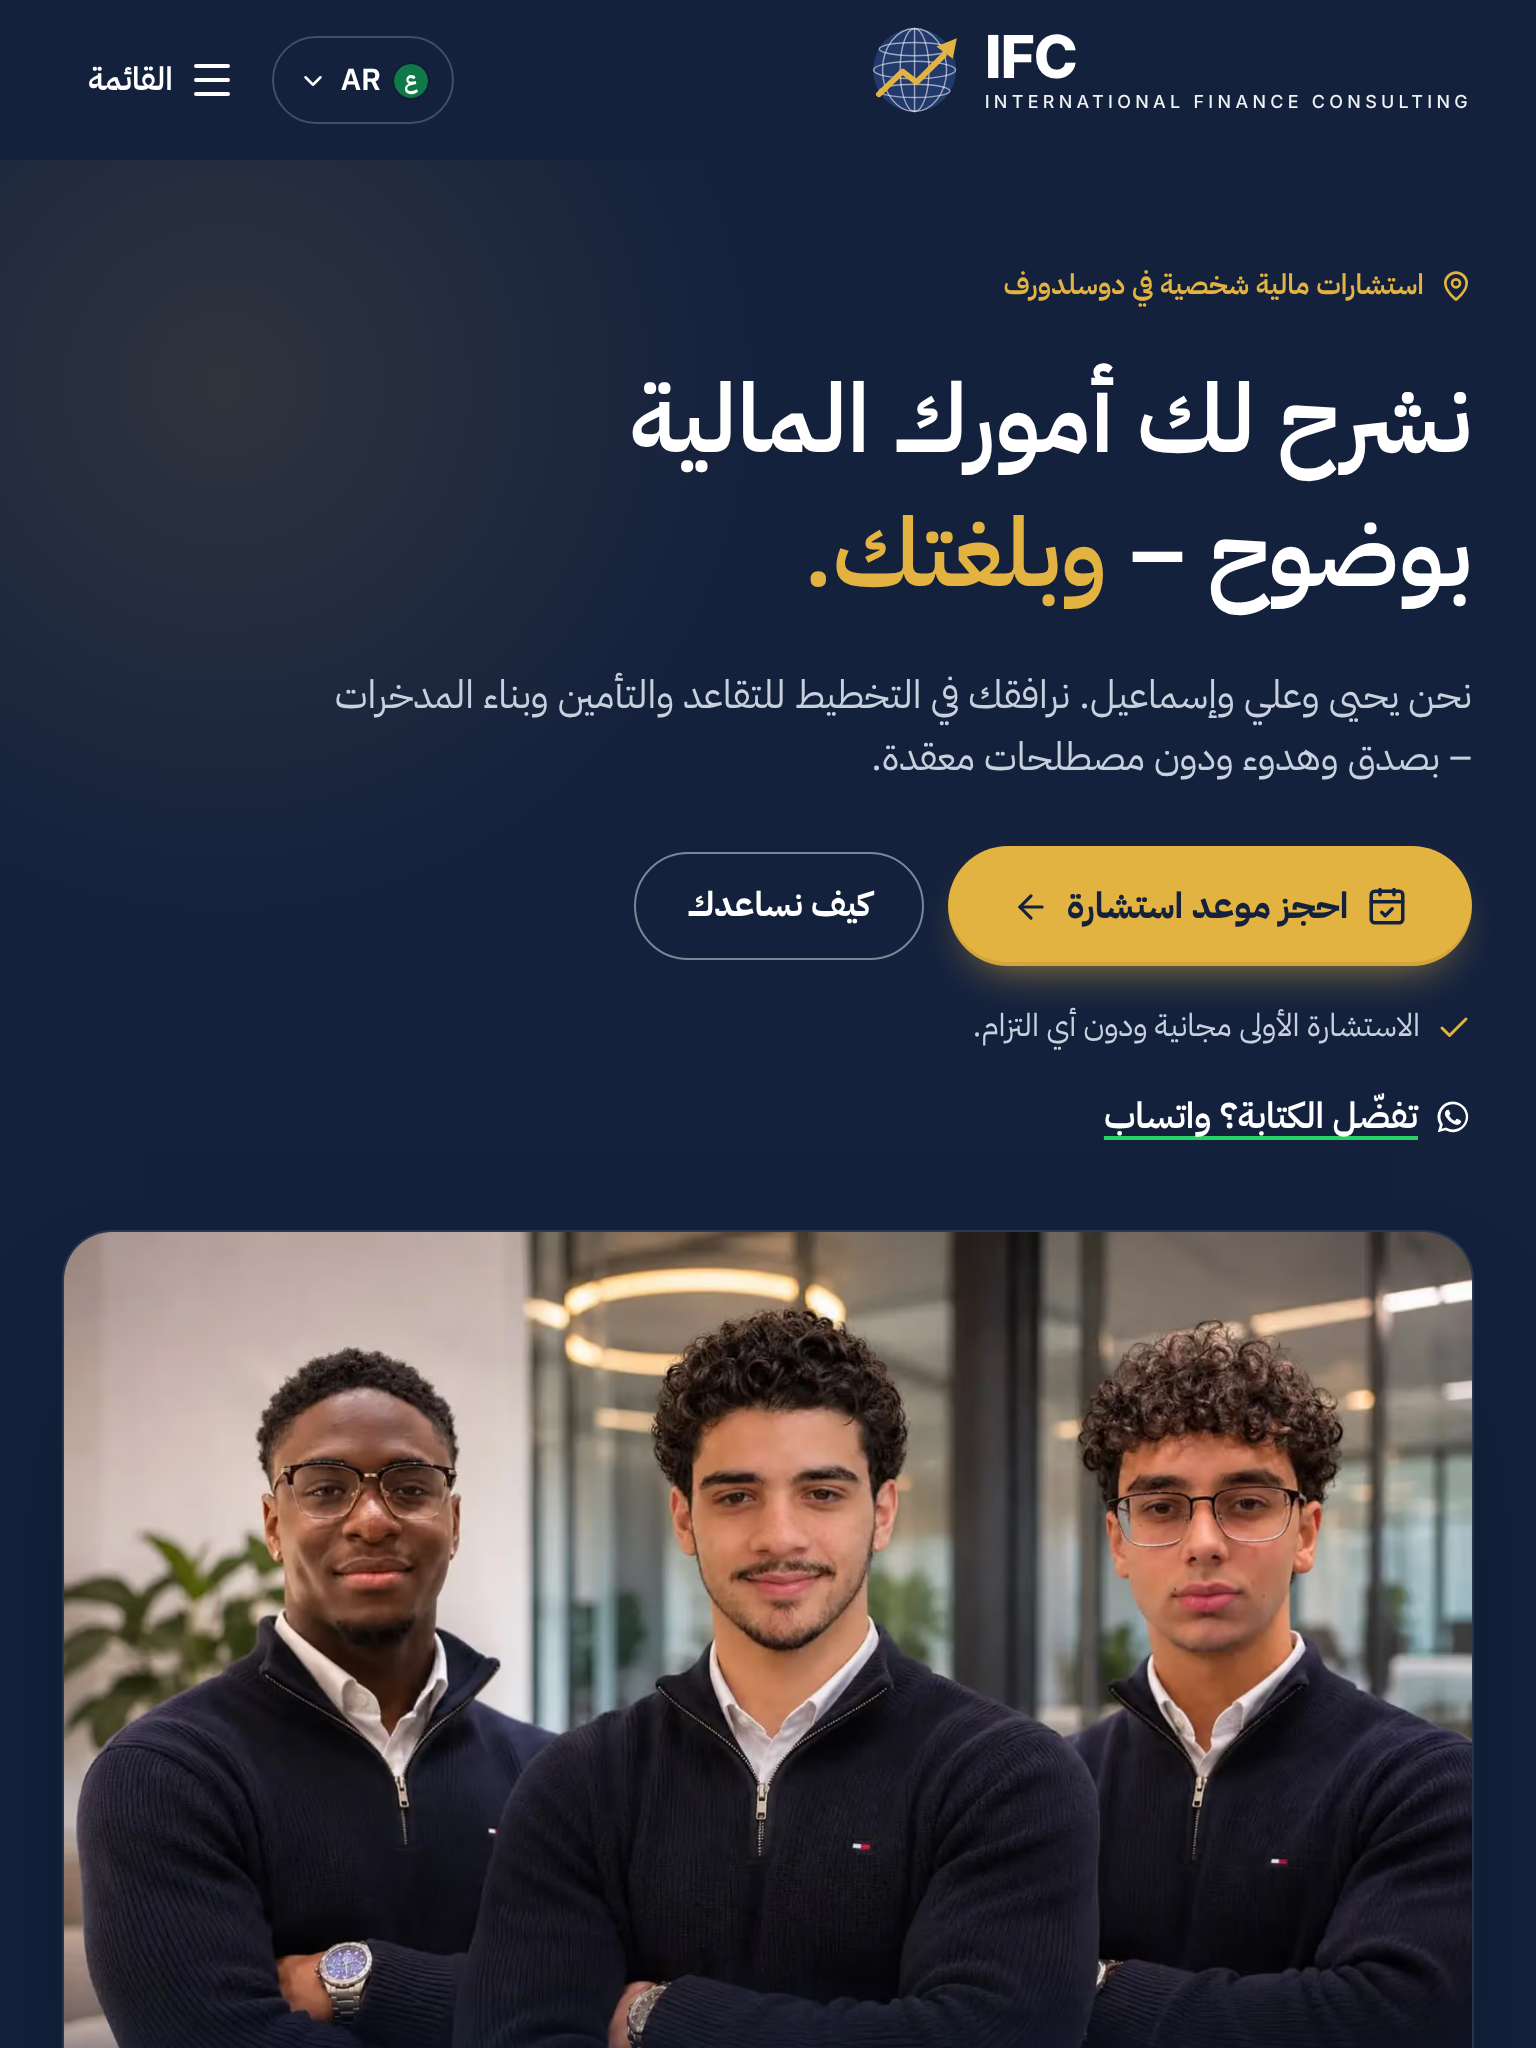 IFC
INTERNATIONAL FINANCE CONSULTING
ع AR
القائمة
استشارات مالية شخصية في دوسلدورف
نشرح لك أمورك المالية
بوضوح – وبلغتك.
نحن يحيى وعلي وإسماعيل. نرافقك في التخطيط للتقاعد والتأمين وبناء المدخرات
– بصدق وهدوء ودون مصطلحات معقدة.
احجز موعد استشارة
كيف نساعدك
الاستشارة الأولى مجانية ودون أي التزام.
تفضّل الكتابة؟ واتساب